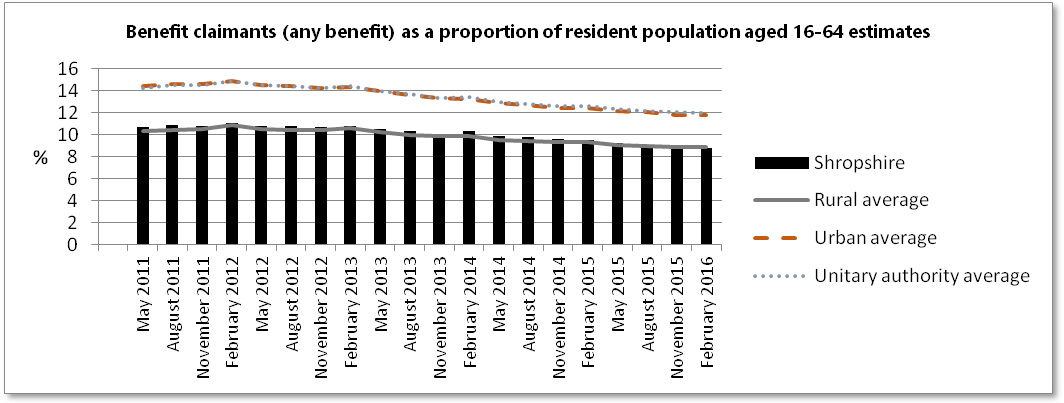 Benefit claimants (any benefit) as a proportion of resident population aged 16-64 estimates
16
14
12
10
8
6
4
2
0
%
May 2011
August 2011
November 2011
February 2012
May 2012
August 2012
November 2012
February 2013
May 2013
August 2013
November 2013
February 2014
May 2014
August 2014
November 2014
February 2015
May 2015
August 2015
November 2015
February 2016
Shropshire
Rural average
Urban average
Unitary authority average